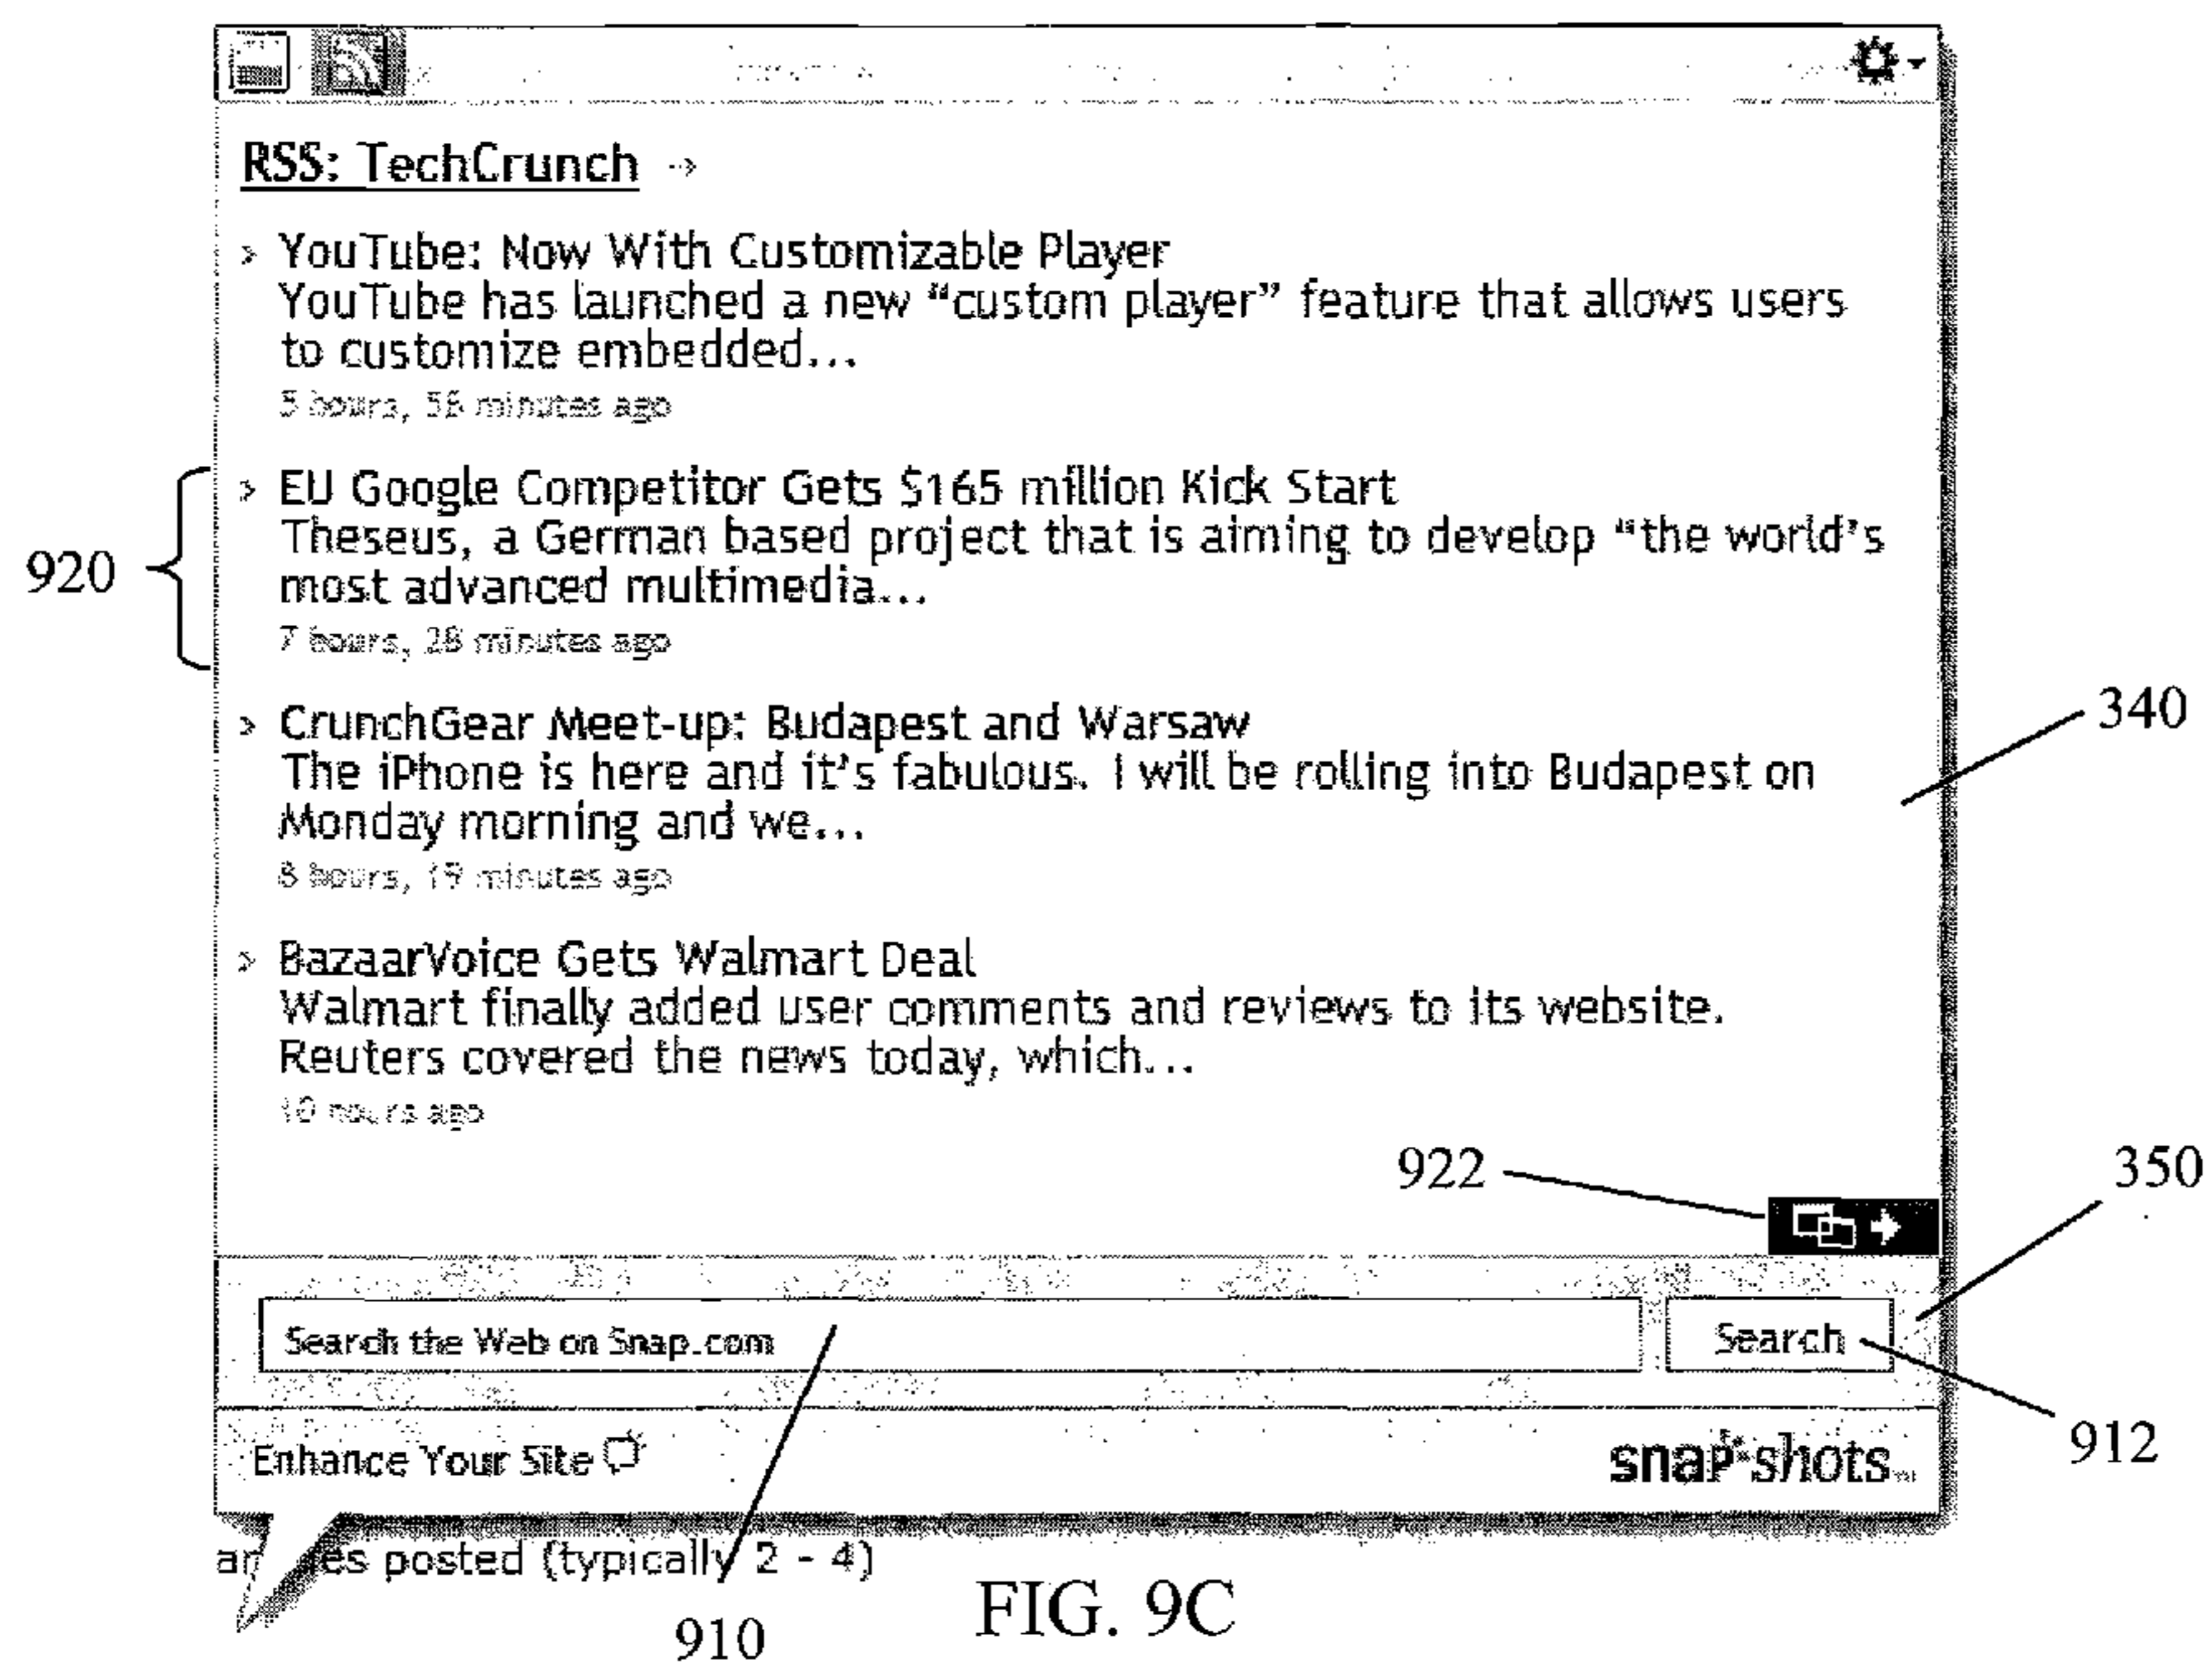 RSS: TechCrunch
YouTube: Now With Customizable Player
YouTube has launched a new “custom player” feature that allows users
to customize embedded...
5 hours, 58 minutes ago
920
EU Google Competitor Gets $165 million Kick Start
Theseus, a German based project that is aiming to develop “the world’s
most advanced multimedia...
7 hours, 28 minutes ago
340
CrunchGear Meet-up: Budapest and Warsaw
The iPhone is here and it’s fabulous. I will be rolling into Budapest on
Monday morning and we...
8 hours, 19 minutes ago
BazaarVoice Gets Walmart Deal
Walmart finally added user comments and reviews to its website.
Reuters covered the news today, which...
10 hours ago
922
350
Search the Web on Snap.com
Search
912
Enhance Your Site
snap shots
posted (typically 2 - 4)
910
FIG. 9C